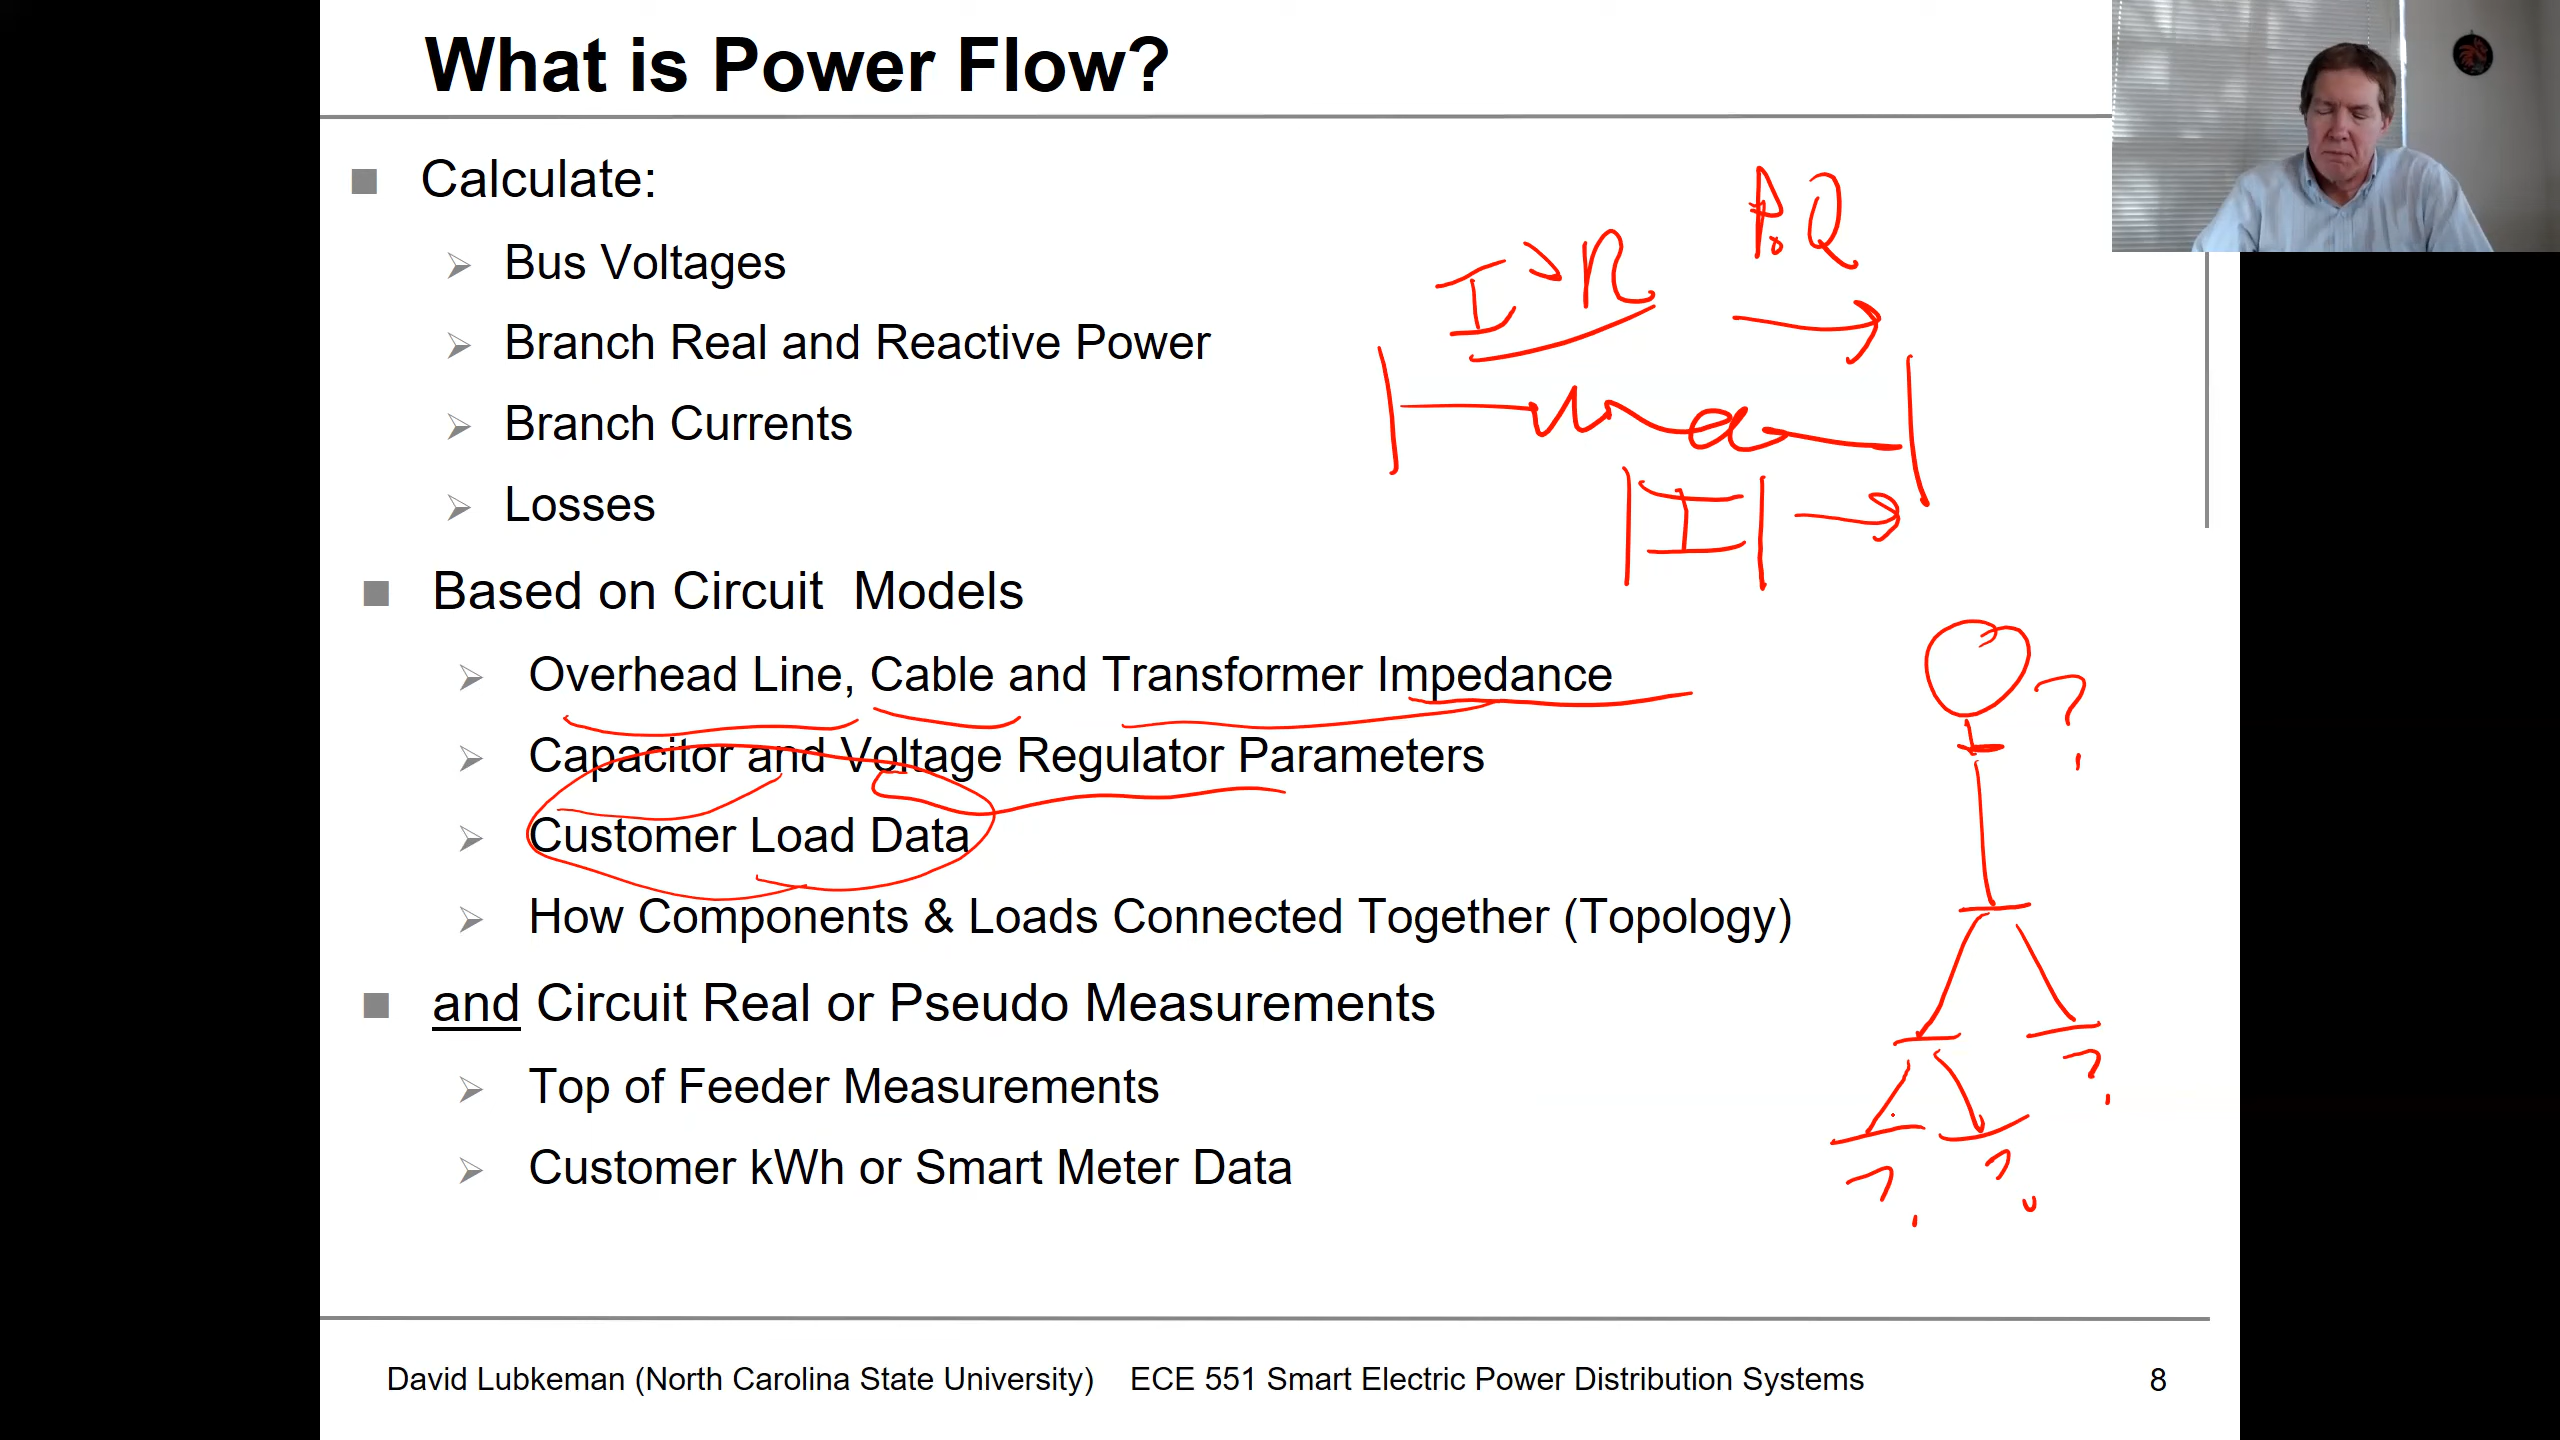 What is Power Flow?
Calculate:
Bus Voltages
Branch Real and Reactive Power
Branch Currents
Losses
Based on Circuit Models
Overhead Line, Cable and Transformer Impedance
Capacitor and Voltage Regulator Parameters
Customer Load Data
How Components & Loads Connected Together (Topology)
and Circuit Real or Pseudo Measurements
Top of Feeder Measurements
Customer kWh or Smart Meter Data
P, Q
I²R
|I|
?
?
?
?
David Lubkeman (North Carolina State University) ECE 551 Smart Electric Power Distribution Systems 8